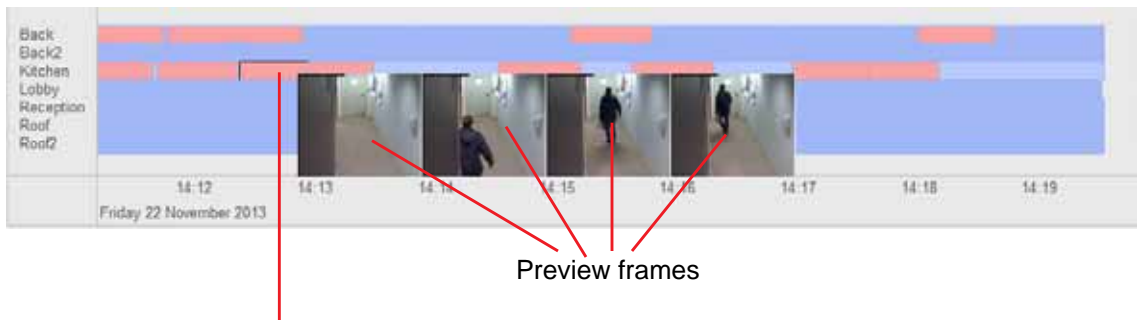 Back
Back2
Kitchen
Lobby
Reception
Roof
Roof2
14:12 14:13 14:14 14:15 14:16 14:17 14:18 14:19
Friday 22 November 2013
Preview frames